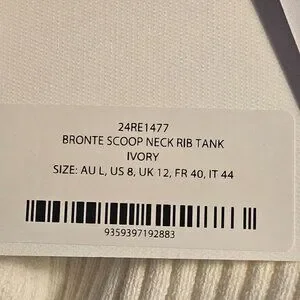 24RE1477
BRONTE SCOOP NECK RIB TANK
IVORY
SIZE: AU L, US 8, UK 12, FR 40, IT 44
9359397192883